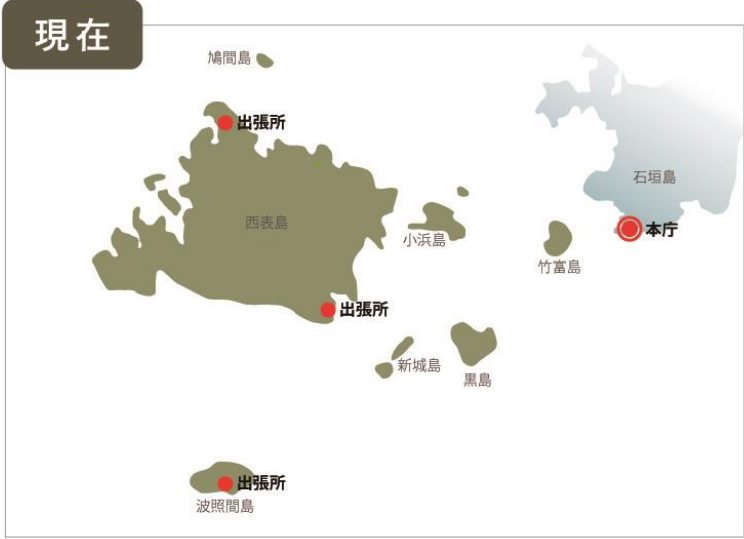 現在
鳩間島
出張所
石垣島
西表島
本庁
小浜島
竹富島
出張所
新城島
黒島
出張所
波照間島